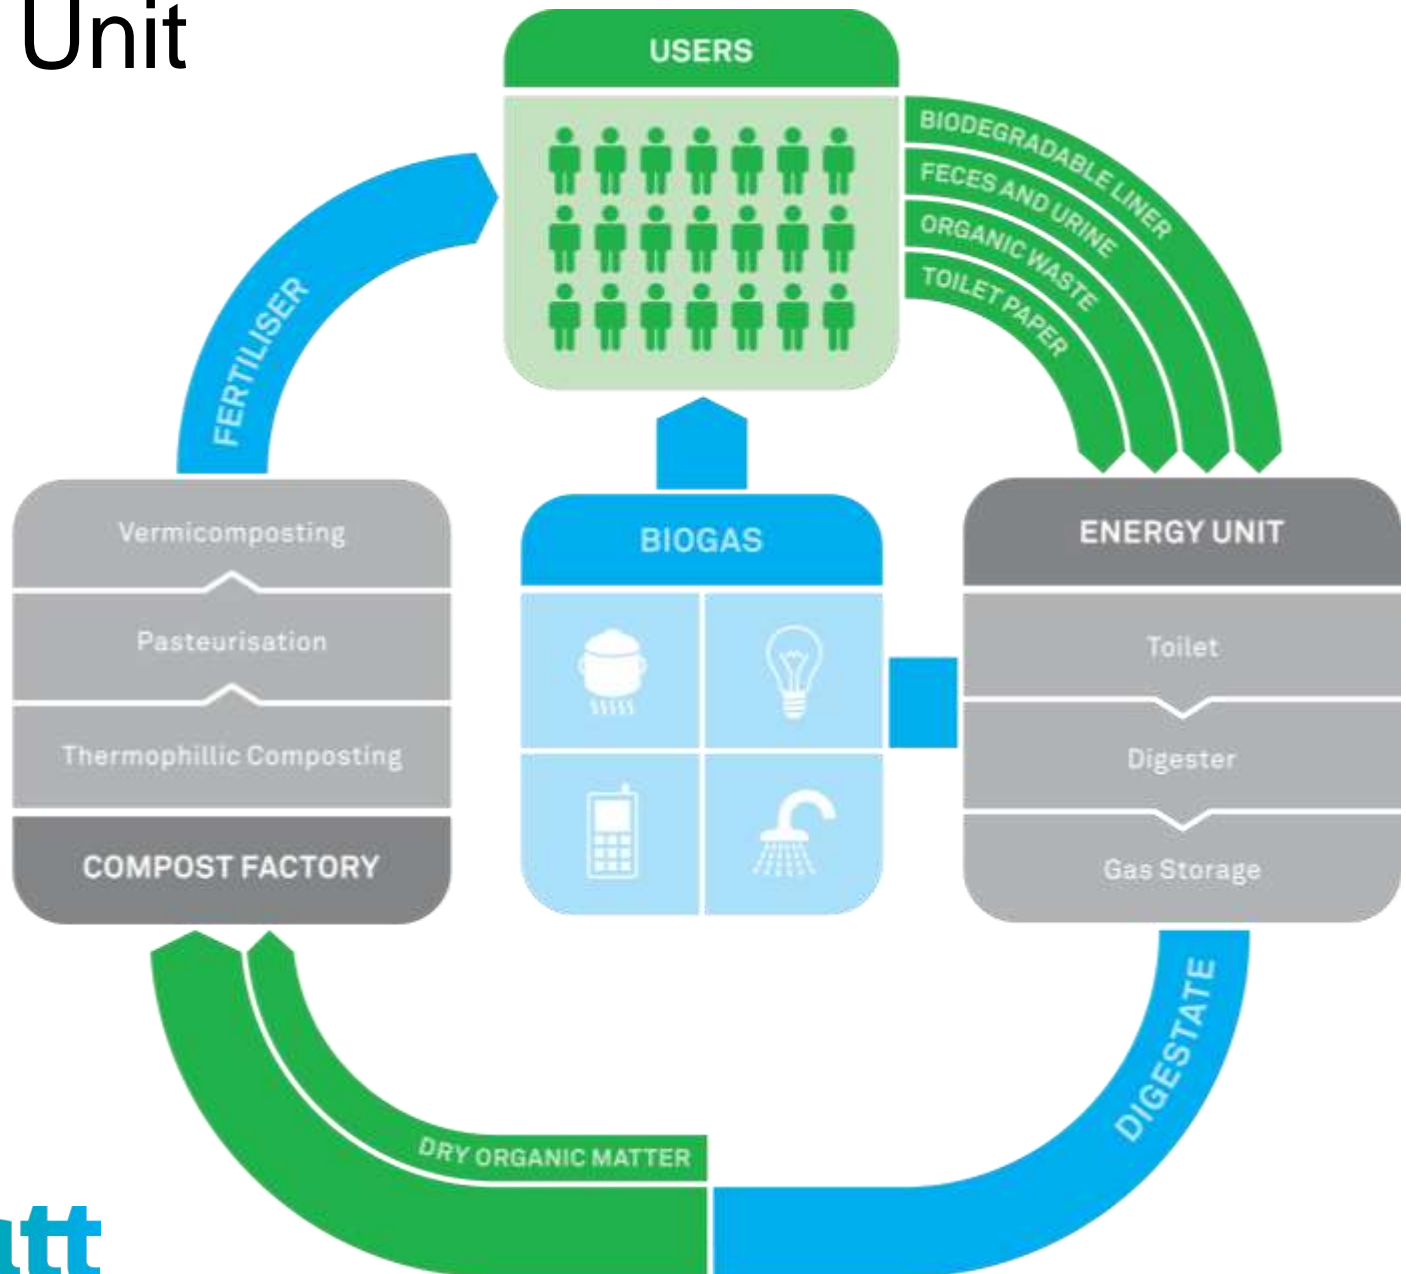 Unit
USERS
BIODEGRADABLE LINER
FECES AND URINE
ORGANIC WASTE
TOILET PAPER
FERTILISER
Vermicomposting
Pasteurisation
Thermophillic Composting
COMPOST FACTORY
BIOGAS
ENERGY UNIT
Toilet
Digester
Gas Storage
DIGESTATE
DRY ORGANIC MATTER